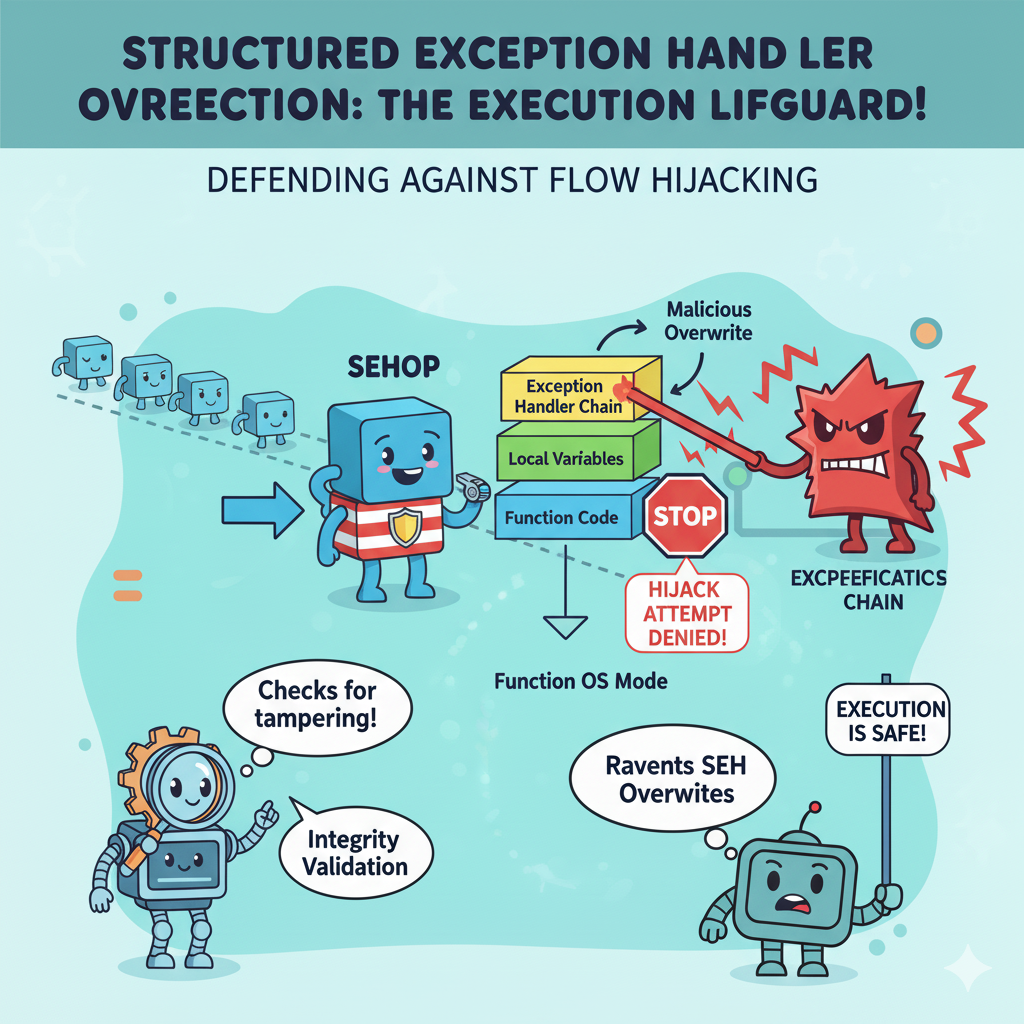 STRUCTURED EXCEPTION HAND LER
OVREECTION: THE EXECUTION LIFGUARD!
DEFENDING AGAINST FLOW HIJACKING
Malicious
Overwrite
SEHOP
Exception
Handler Chain
Local Variables
Function Code
STOP
HIJACK
ATTEMPT
DENIED!
EXCPEEFICATICS
CHAIN
Function OS Mode
Checks for
tampering!
EXECUTION
IS SAFE!
Ravents SEH
Overwites
Integrity
Validation